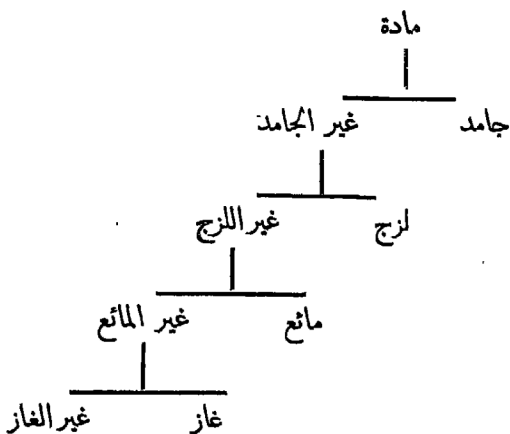 مادة
جامد غير الجامد
لزج غير اللزج
مائع غير المائع
غاز غير الغاز